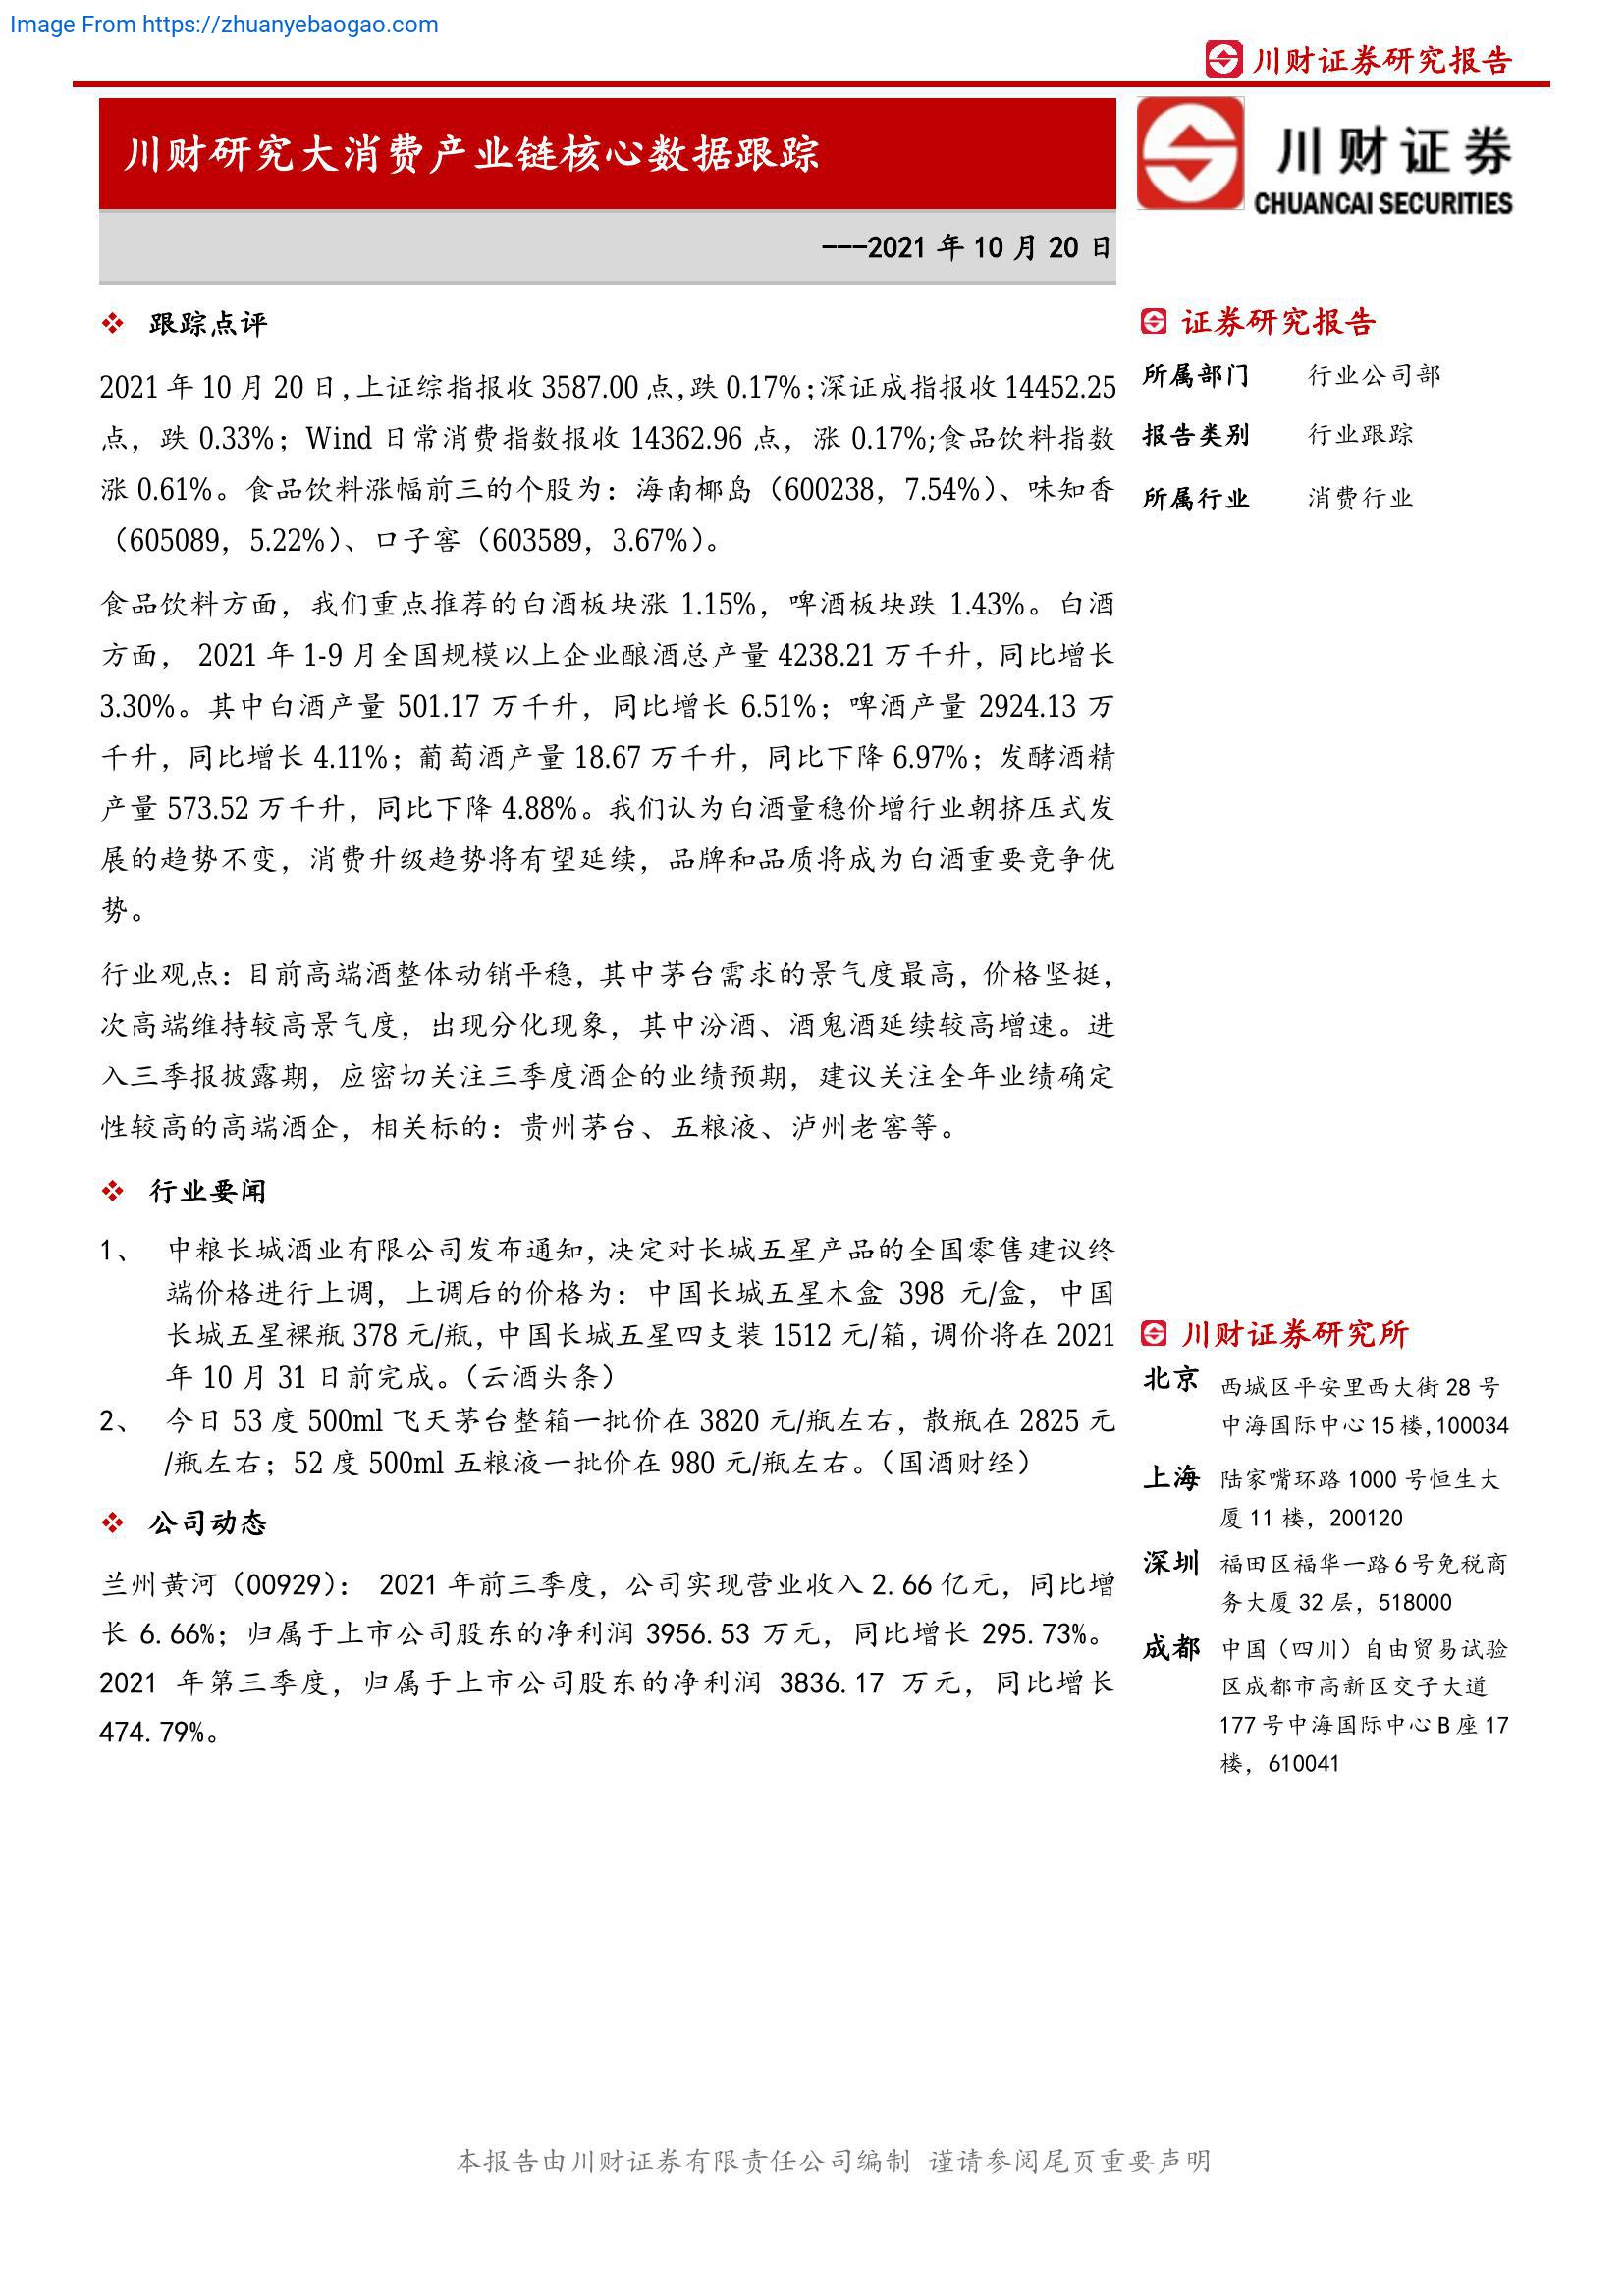 Image From https://zhuanyebaogao.com
川财证券研究报告
川财研究大消费产业链核心数据跟踪
川财证券
CHUANCAI SECURITIES
---2021 年 10 月 20 日
❖ 跟踪点评
2021 年 10 月 20 日,上证综指报收 3587.00 点,跌 0.17%;深证成指报收 14452.25
点，跌 0.33%；Wind 日常消费指数报收 14362.96 点，涨 0.17%;食品饮料指数
涨 0.61%。食品饮料涨幅前三的个股为：海南椰岛（600238，7.54%）、味知香
（605089，5.22%）、口子窖（603589，3.67%）。
食品饮料方面，我们重点推荐的白酒板块涨 1.15%，啤酒板块跌 1.43%。白酒
方面， 2021 年 1-9 月全国规模以上企业酿酒总产量 4238.21 万千升，同比增长
3.30%。其中白酒产量 501.17 万千升，同比增长 6.51%；啤酒产量 2924.13 万
千升，同比增长 4.11%；葡萄酒产量 18.67 万千升，同比下降 6.97%；发酵酒精
产量 573.52 万千升，同比下降 4.88%。我们认为白酒量稳价增行业朝挤压式发
展的趋势不变，消费升级趋势将有望延续，品牌和品质将成为白酒重要竞争优
势。
行业观点：目前高端酒整体动销平稳，其中茅台需求的景气度最高，价格坚挺，
次高端维持较高景气度，出现分化现象，其中汾酒、酒鬼酒延续较高增速。进
入三季报披露期，应密切关注三季度酒企的业绩预期，建议关注全年业绩确定
性较高的高端酒企，相关标的：贵州茅台、五粮液、泸州老窖等。
❖ 行业要闻
1、 中粮长城酒业有限公司发布通知，决定对长城五星产品的全国零售建议终
端价格进行上调，上调后的价格为：中国长城五星木盒 398 元/盒，中国
长城五星裸瓶 378 元/瓶，中国长城五星四支装 1512 元/箱，调价将在 2021
年 10 月 31 日前完成。（云酒头条）
2、 今日 53 度 500ml 飞天茅台整箱一批价在 3820 元/瓶左右，散瓶在 2825 元
/瓶左右；52 度 500ml 五粮液一批价在 980 元/瓶左右。（国酒财经）
❖ 公司动态
兰州黄河（00929）： 2021 年前三季度，公司实现营业收入 2.66 亿元，同比增
长 6.66%；归属于上市公司股东的净利润 3956.53 万元，同比增长 295.73%。
2021 年第三季度，归属于上市公司股东的净利润 3836.17 万元，同比增长
474.79%。
证券研究报告
所属部门 行业公司部
报告类别 行业跟踪
所属行业 消费行业
川财证券研究所
北京 西城区平安里西大街 28 号
中海国际中心 15 楼,100034
上海 陆家嘴环路 1000 号恒生大
厦 11 楼，200120
深圳 福田区福华一路 6 号免税商
务大厦 32 层，518000
成都 中国（四川）自由贸易试验
区成都市高新区交子大道
177 号中海国际中心 B 座 17
楼，610041
本报告由川财证券有限责任公司编制 谨请参阅尾页重要声明